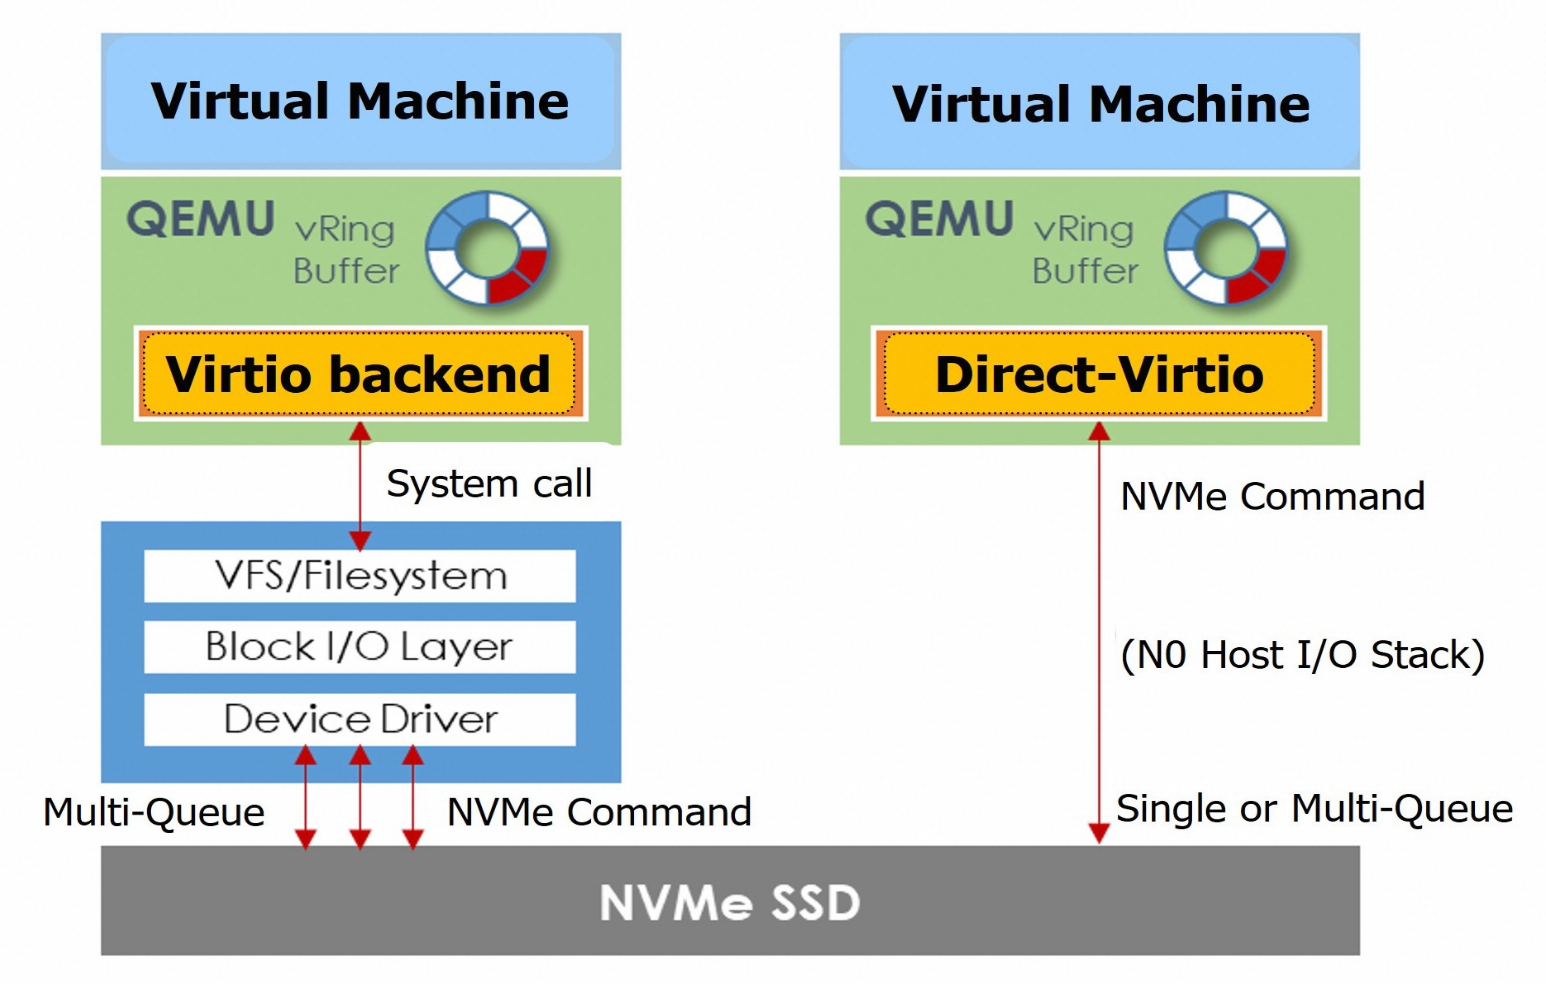 Virtual Machine
QEMU vRing
Buffer
Virtio backend
System call
VFS/Filesystem
Block I/O Layer
Device Driver
Multi-Queue
NVMe Command
Virtual Machine
QEMU vRing
Buffer
Direct-Virtio
NVMe Command
(N0 Host I/O Stack)
Single or Multi-Queue
NVMe SSD